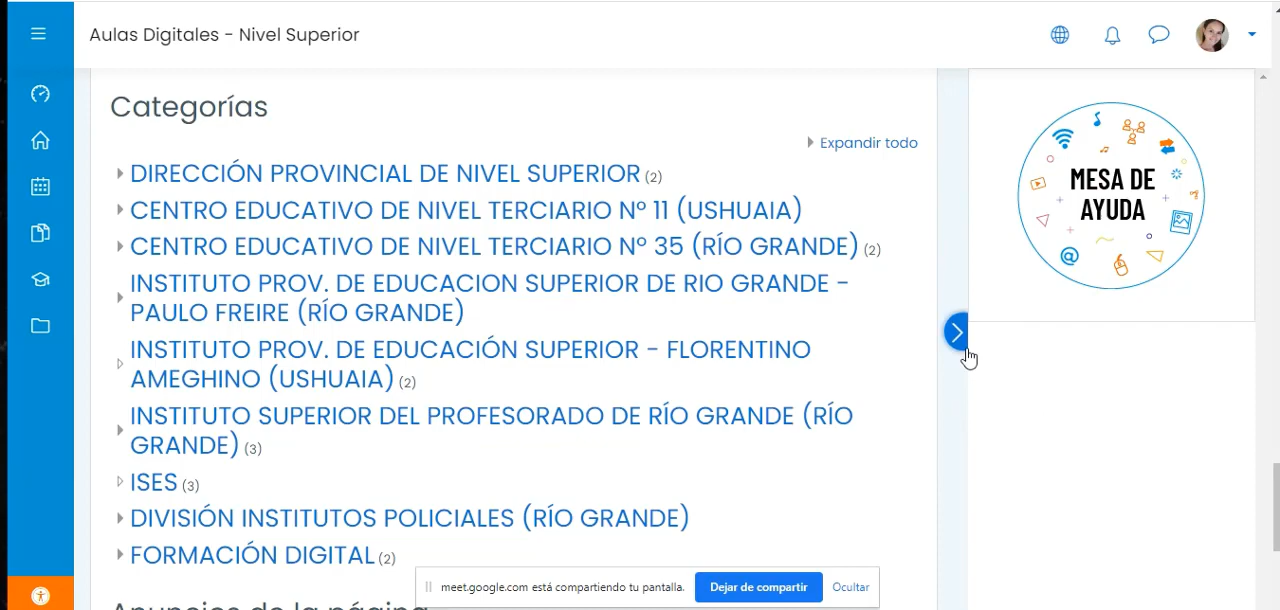 Aulas Digitales - Nivel Superior
Categorías
Expandir todo
DIRECCIÓN PROVINCIAL DE NIVEL SUPERIOR (2)
CENTRO EDUCATIVO DE NIVEL TERCIARIO Nº 11 (USHUAIA)
CENTRO EDUCATIVO DE NIVEL TERCIARIO Nº 35 (RÍO GRANDE) (2)
INSTITUTO PROV. DE EDUCACION SUPERIOR DE RIO GRANDE -
PAULO FREIRE (RÍO GRANDE)
INSTITUTO PROV. DE EDUCACIÓN SUPERIOR - FLORENTINO
AMEGHINO (USHUAIA) (2)
INSTITUTO SUPERIOR DEL PROFESORADO DE RÍO GRANDE (RÍO
GRANDE) (3)
ISES (3)
DIVISIÓN INSTITUTOS POLICIALES (RÍO GRANDE)
FORMACIÓN DIGITAL (2)
Anuncios de la página
MESA DE
AYUDA
meet.google.com está compartiendo tu pantalla.
Dejar de compartir
Ocultar